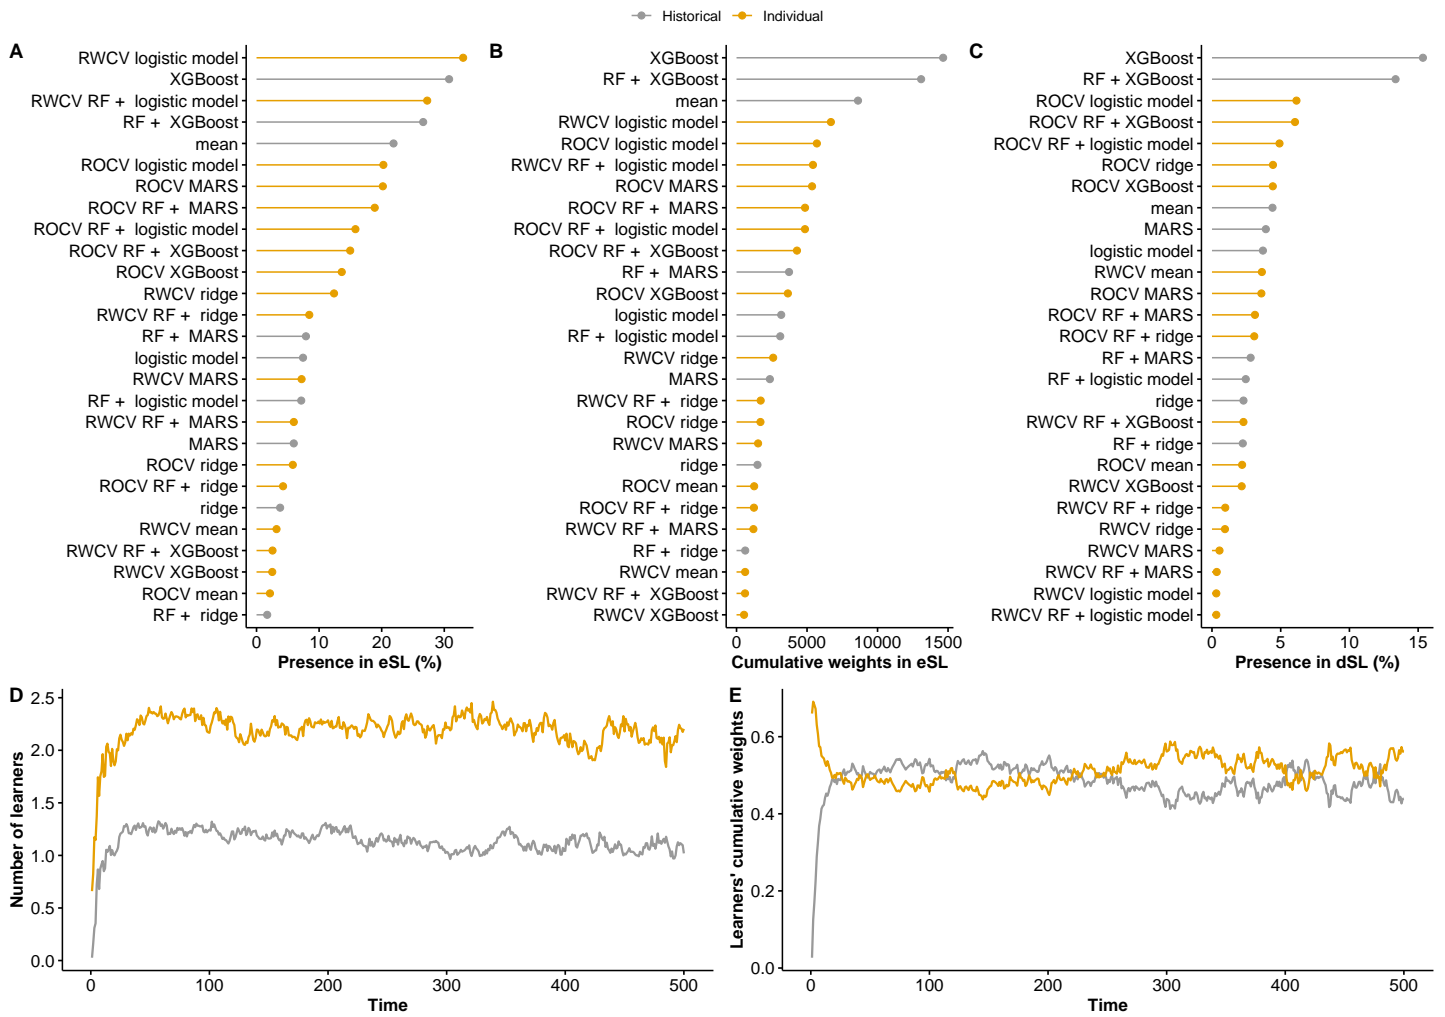 Historical Individual
A
RWCV logistic model
XGBoost
RWCV RF + logistic model
RF + XGBoost
mean
ROCV logistic model
ROCV MARS
ROCV RF + MARS
ROCV RF + logistic model
ROCV RF + XGBoost
ROCV XGBoost
RWCV ridge
RWCV RF + ridge
RF + MARS
logistic model
RWCV MARS
RF + logistic model
RWCV RF + MARS
MARS
ROCV ridge
ROCV RF + ridge
ridge
RWCV mean
RWCV RF + XGBoost
RWCV XGBoost
ROCV mean
RF + ridge
0 10 20 30
Presence in eSL (%)
B
XGBoost
RF + XGBoost
mean
RWCV logistic model
ROCV logistic model
RWCV RF + logistic model
ROCV MARS
ROCV RF + MARS
ROCV RF + logistic model
ROCV RF + XGBoost
RF + MARS
ROCV XGBoost
logistic model
RF + logistic model
RWCV ridge
MARS
RWCV RF + ridge
ROCV ridge
RWCV MARS
ridge
ROCV mean
ROCV RF + ridge
RWCV RF + MARS
RF + ridge
RWCV mean
RWCV RF + XGBoost
RWCV XGBoost
0 5000 10000 15000
Cumulative weights in eSL
C
XGBoost
RF + XGBoost
ROCV logistic model
ROCV RF + XGBoost
ROCV RF + logistic model
ROCV ridge
ROCV XGBoost
mean
MARS
logistic model
RWCV mean
ROCV MARS
ROCV RF + MARS
ROCV RF + ridge
RF + MARS
RF + logistic model
ridge
RWCV RF + XGBoost
RF + ridge
ROCV mean
RWCV XGBoost
RWCV RF + ridge
RWCV ridge
RWCV MARS
RWCV RF + MARS
RWCV logistic model
RWCV RF + logistic model
0 5 10 15
Presence in dSL (%)
D
Number of learners
2.5
2.0
1.5
1.0
0.5
0.0
0 100 200 300 400 500
Time
E
Learners' cumulative weights
0.6
0.4
0.2
0.0
0 100 200 300 400 500
Time